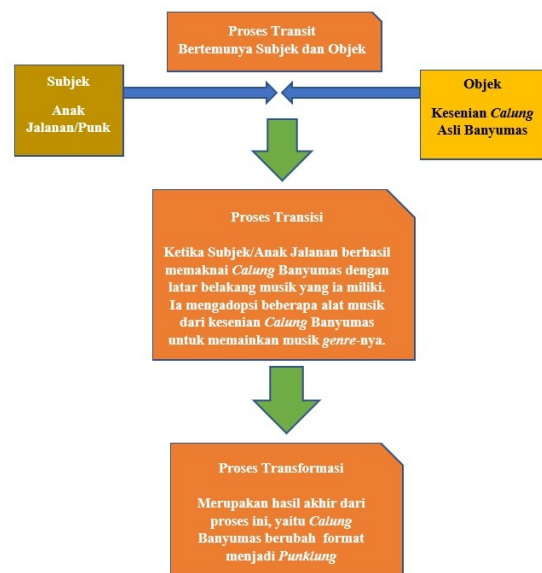 Proses Transit
Bertemunya Subjek dan Objek
Subjek
Anak
Jalanan/Punk
Objek
Kesenian Calung
Asli Banyumas
Proses Transisi
Ketika Subjek/Anak Jalanan berhasil
memaknai Calung Banyumas dengan
latar belakang musik yang ia miliki.
Ia mengadopsi beberapa alat musik
dari kesenian Calung Banyumas
untuk memainkan musik genre-nya.
Proses Transformasi
Merupakan hasil akhir dari
proses ini, yaitu Calung
Banyumas berubah format
menjadi Punklung